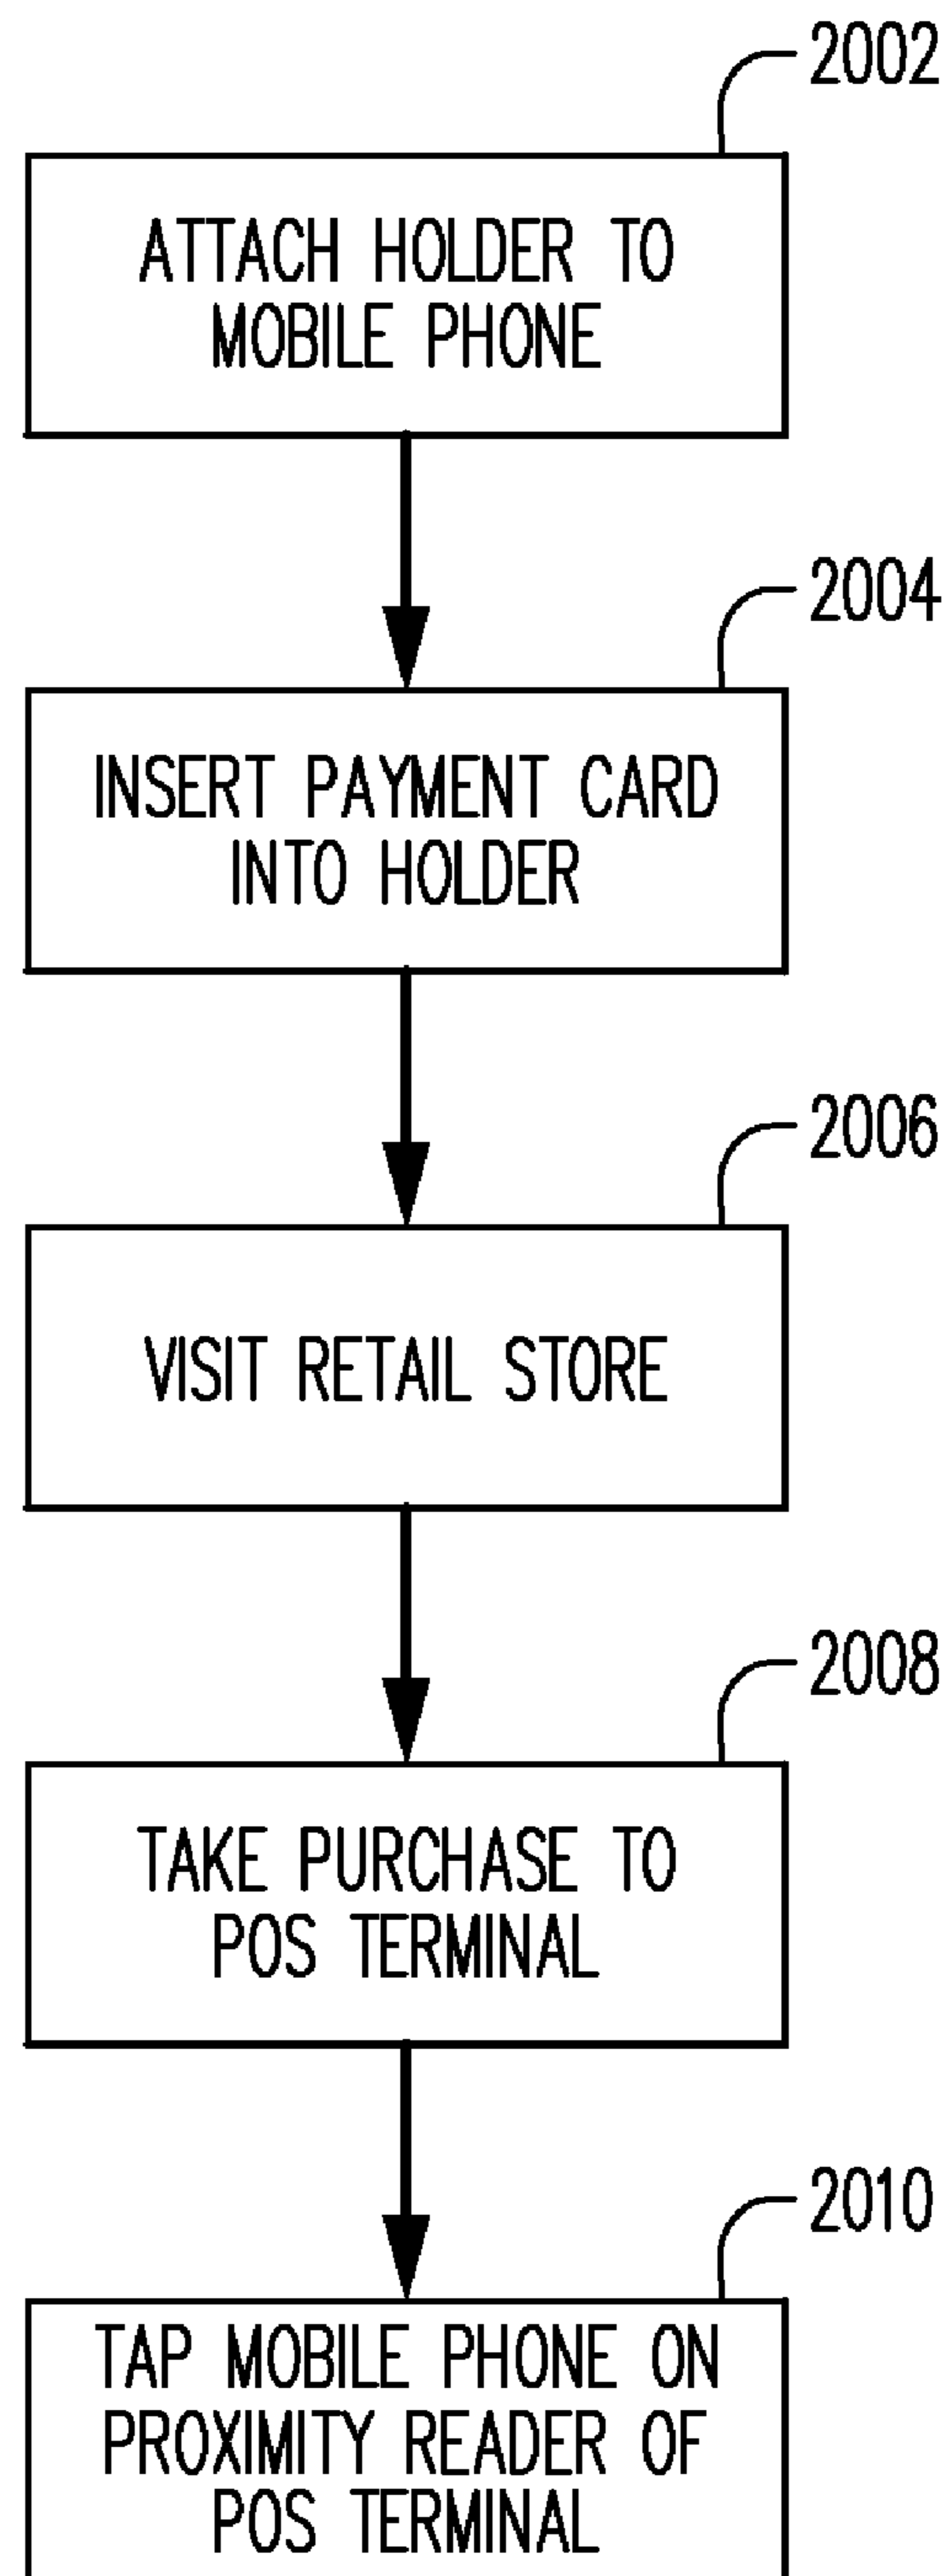 2002
ATTACH HOLDER TO
MOBILE PHONE
2004
INSERT PAYMENT CARD
INTO HOLDER
2006
VISIT RETAIL STORE
2008
TAKE PURCHASE TO
POS TERMINAL
2010
TAP MOBILE PHONE ON
PROXIMITY READER OF
POS TERMINAL